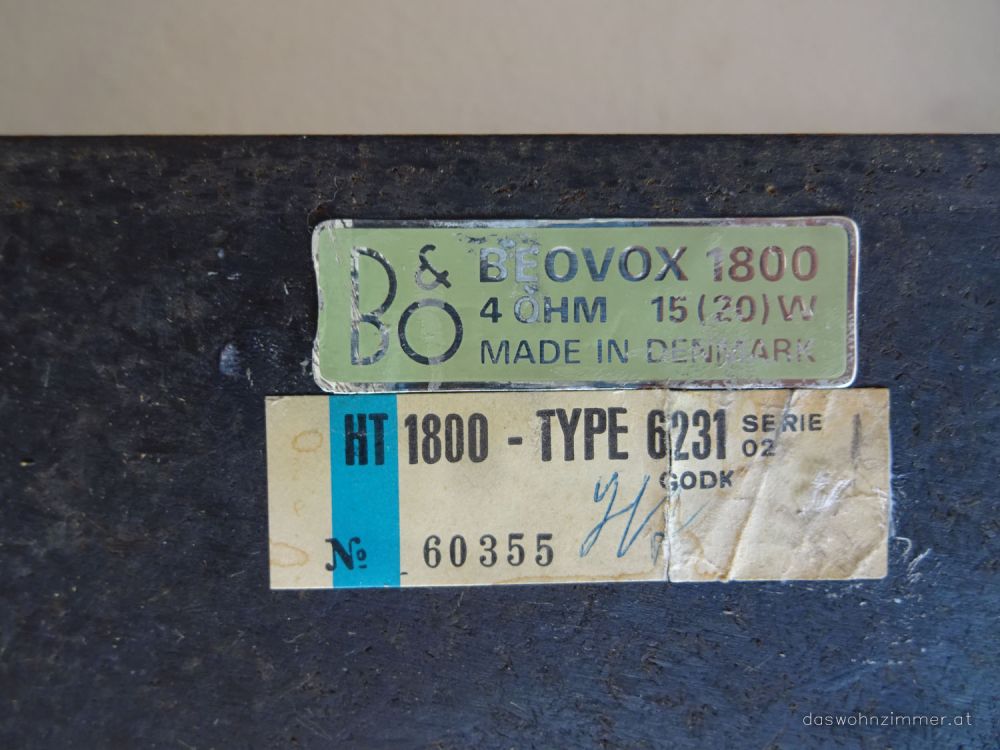 B&O BEOVOX 1800
4 OHM 15 (20) W
MADE IN DENMARK
HT 1800 - TYPE 6231 SERIE 02
GODK
№ 60355
daswohnzimmer.at